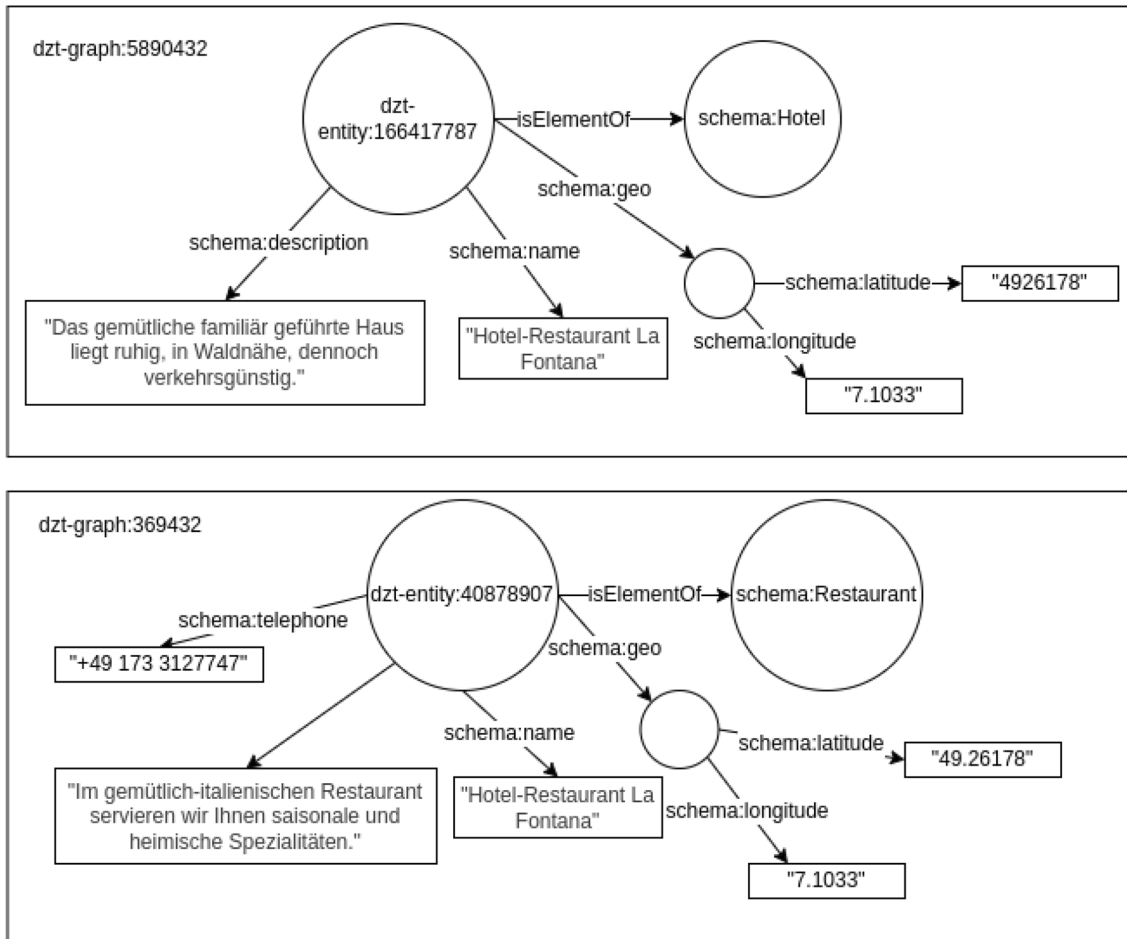 dzt-graph:5890432
dzt-
entity:166417787
isElementOf
schema:Hotel
schema:geo
schema:description
schema:name
schema:latitude
"4926178"
schema:longitude
"7.1033"
"Das gemütliche familiär geführte Haus
liegt ruhig, in Waldnähe, dennoch
verkehrsgünstig."
"Hotel-Restaurant La
Fontana"
dzt-graph:369432
dzt-entity:40878907
isElementOf
schema:Restaurant
schema:telephone
"+49 173 3127747"
schema:geo
schema:name
schema:latitude
"49.26178"
schema:longitude
"7.1033"
"Im gemütlich-italienischen Restaurant
servieren wir Ihnen saisonale und
heimische Spezialitäten."
"Hotel-Restaurant La
Fontana"